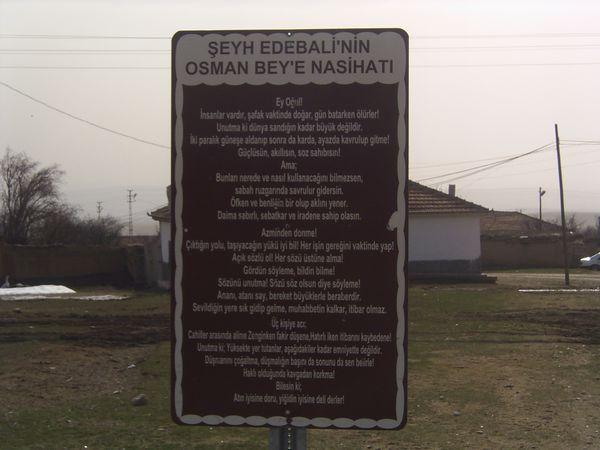 ŞEYH EDEBALİ'NİN
OSMAN BEY'E NASİHATI
Ey Oğul!
İnsanlar vardır, şafak vaktinde doğar, gün batarken ölürler!
Unutma ki dünya sandığın kadar büyük değildir.
İki paralık güneşe aldanıp sonra da karda, ayazda kavrulup gitme!
Güçlüsün, akıllısın, söz sahibısın!
Ama;
Bunları nerede ve nasıl kullanacağını bilmezsen,
sabah ruzgarında savrulur gidersin.
Öfken ve benliğin bir olup aklını yener.
Daima sabırlı, sebatkar ve iradene sahip olasın.
Azminden donme!
Çıktığın yolu, taşıyacağın yükü iyi bil! Her işin gereğini vaktinde yap!
Açık sözlü ol! Her sözü üstüne alma!
Gördün söyleme, bildin bilme!
Sözünü unutma! Sözü söz olsun diye söyleme!
Ananı, atanı say, bereket büyüklerle beraberdir.
Sevildiğin yere sık gidip gelme, muhabbetin kalkar, itibar olmaz.
Üç kişiye acı;
Cahiller arasında alime Zenginken fakir düşene,Hatırlı iken itibarını kaybedene!
Unutma ki; Yüksekte yer tutanlar, aşağıdakiler kadar emniyette değildir.
Düşmanını çoğaltma, düşmalığın başını da sonunu da sen belirle!
Haklı olduğunda kavgadan korkma!
Bilesin ki;
Atın iyisine doru, yiğidin iyisine deli derler!